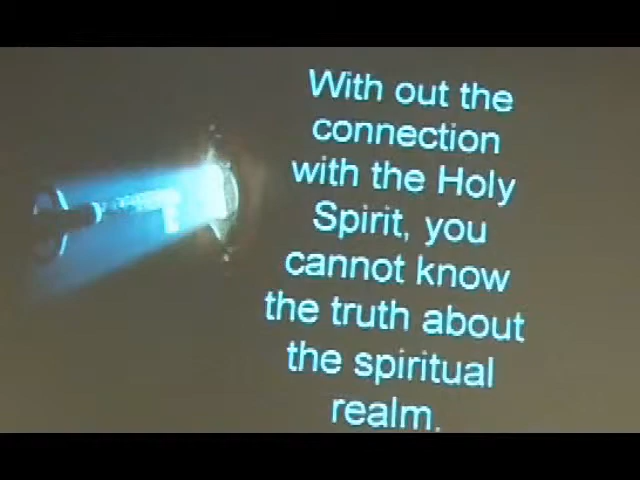 With out the
connection
with the Holy
Spirit, you
cannot know
the truth about
the spiritual
realm.